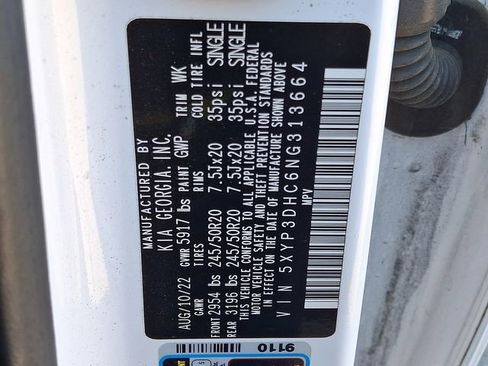 MANUFACTURED BY
KIA GEORGIA, INC.
AUG/10/22 GVWR 5917 lbs PAINT GWP TRIM WK
GAWR TIRES RIMS COLD TIRE INFL
FRONT 2954 lbs 245/50R20 7.5Jx20 35psi SINGLE
REAR 3196 lbs 245/50R20 7.5Jx20 35psi SINGLE
THIS VEHICLE CONFORMS TO ALL APPLICABLE U.S.A. FEDERAL
MOTOR VEHICLE SAFETY AND THEFT PREVENTION STANDARDS
IN EFFECT ON THE DATE OF MANUFACTURE SHOWN ABOVE
VIN 5XYP3DHC6NG313664
MPV
9110